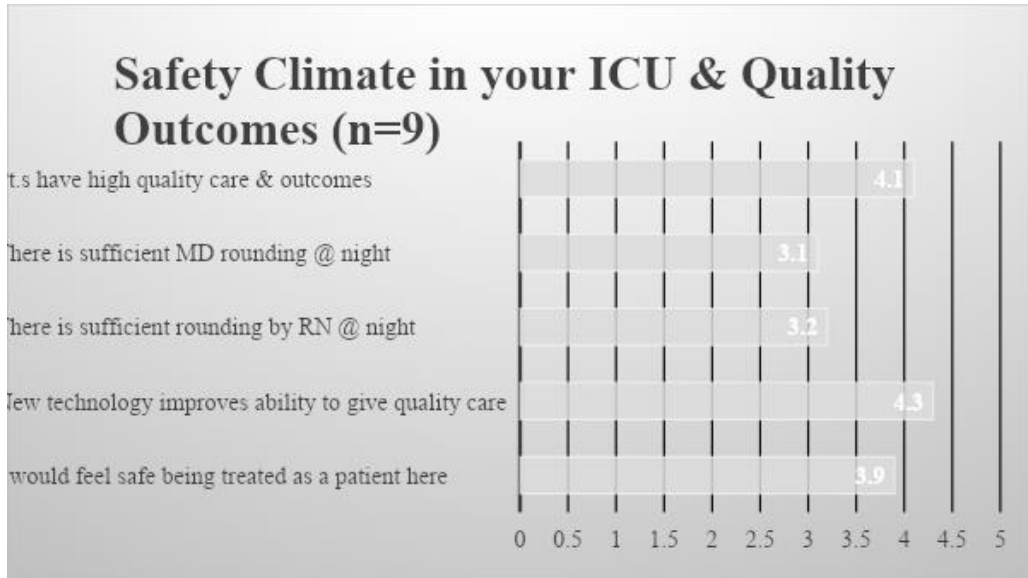 Safety Climate in your ICU & Quality
Outcomes (n=9)
t.s have high quality care & outcomes
4.1
here is sufficient MD rounding @ night
3.1
here is sufficient rounding by RN @ night
3.2
New technology improves ability to give quality care
4.3
would feel safe being treated as a patient here
3.9
0 0.5 1 1.5 2 2.5 3 3.5 4 4.5 5